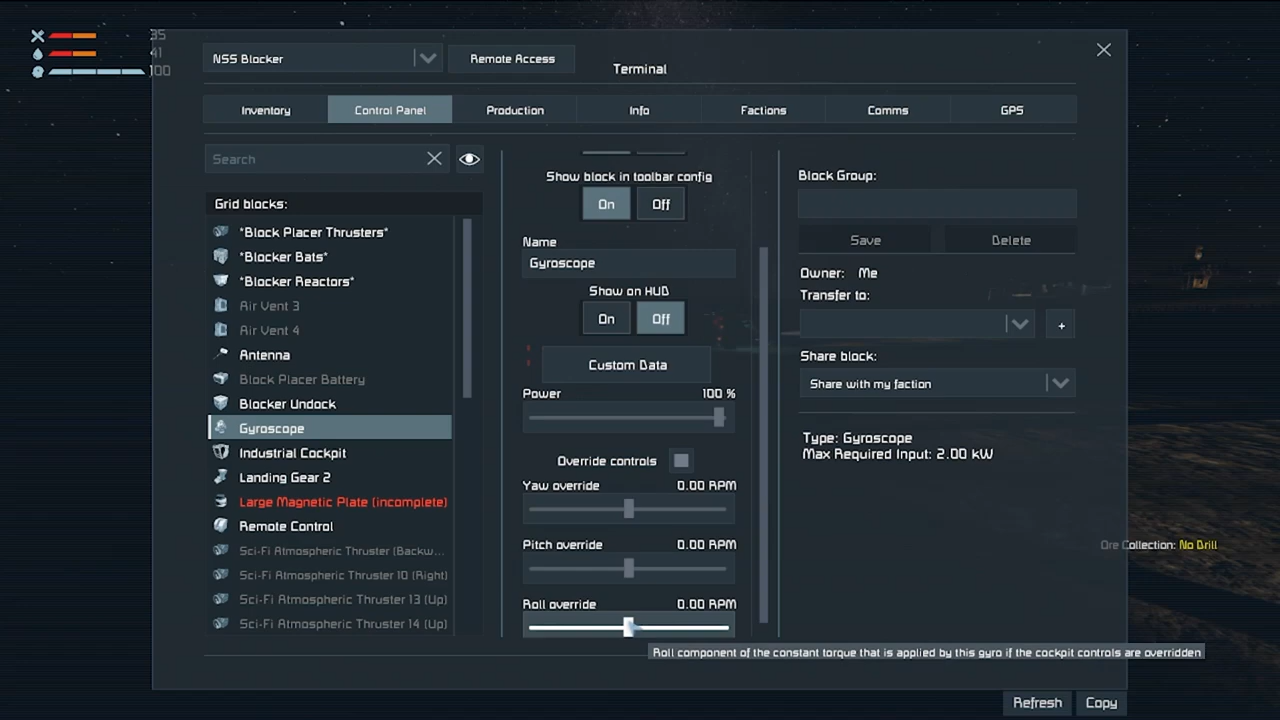 35
41
100
NSS Blocker
Remote Access
Terminal
Inventory
Control Panel
Production
Info
Factions
Comms
GPS
Search
Grid blocks:
*Block Placer Thrusters*
*Blocker Bats*
*Blocker Reactors*
Air Vent 3
Air Vent 4
Antenna
Block Placer Battery
Blocker Undock
Gyroscope
Industrial Cockpit
Landing Gear 2
Large Magnetic Plate (incomplete)
Remote Control
Sci-Fi Atmospheric Thruster (Backw...
Sci-Fi Atmospheric Thruster 10 (Right)
Sci-Fi Atmospheric Thruster 13 (Up)
Sci-Fi Atmospheric Thruster 14 (Up)
Show block in toolbar config
On Off
Name
Gyroscope
Show on HUD
On Off
Custom Data
Power 100 %
Override controls
Yaw override 0.00 RPM
Pitch override 0.00 RPM
Roll override 0.00 RPM
Roll component of the constant torque that is applied by this gyro if the cockpit controls are overridden
Block Group:
Save Delete
Owner: Me
Transfer to:
+
Share block:
Share with my faction
Type: Gyroscope
Max Required Input: 2.00 kW
Ore Collection: No Drill
Refresh Copy